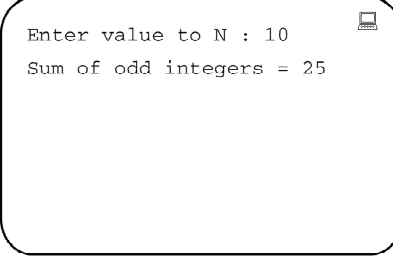 Enter value to N : 10
Sum of odd integers = 25